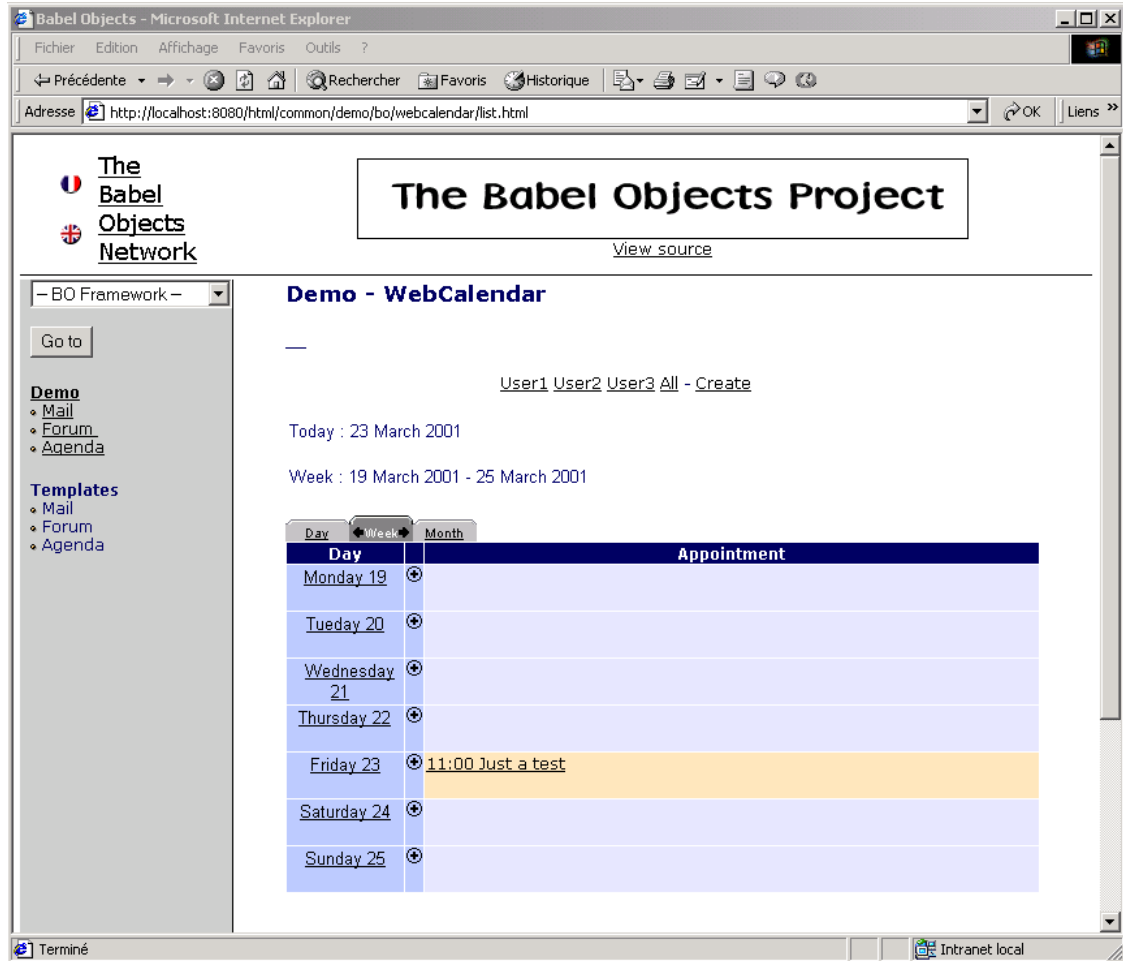 Babel Objects - Microsoft Internet Explorer
Fichier Edition Affichage Favoris Outils ?
Précédente Rechercher Favoris Historique
Adresse http://localhost:8080/html/common/demo/bo/webcalendar/list.html OK Liens »
The
Babel
Objects
Network
The Babel Objects Project
View source
-- BO Framework --
Go to
Demo
Mail
Forum
Agenda
Templates
Mail
Forum
Agenda
Demo - WebCalendar
User1 User2 User3 All - Create
Today : 23 March 2001
Week : 19 March 2001 - 25 March 2001
Day Week Month
Day Appointment
Monday 19
Tueday 20
Wednesday
21
Thursday 22
Friday 23 11:00 Just a test
Saturday 24
Sunday 25
Terminé Intranet local